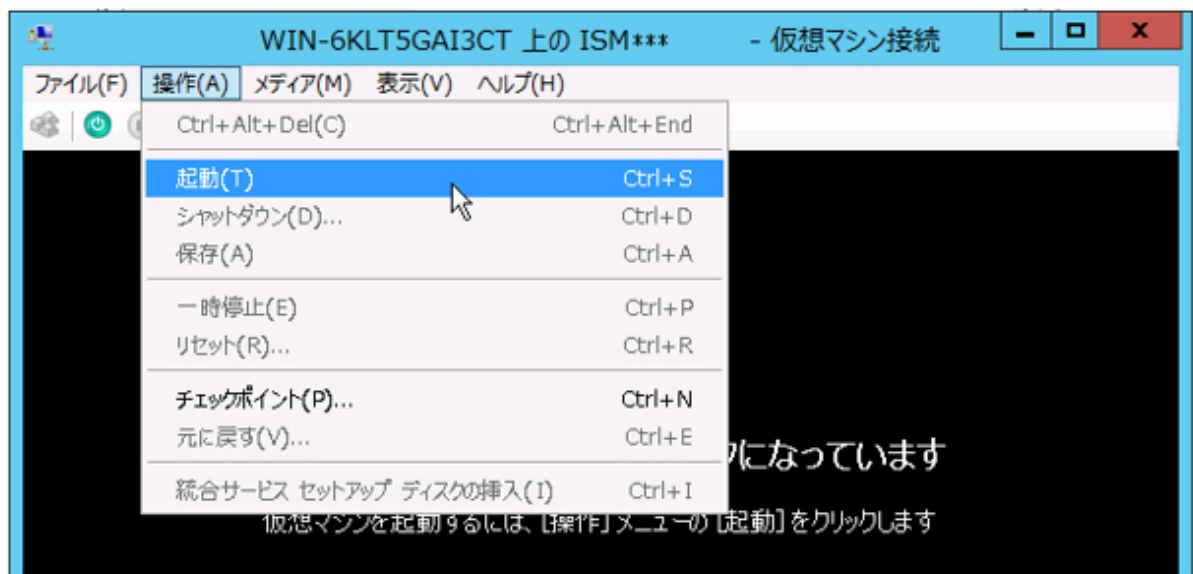 WIN-6KLT5GAI3CT 上の ISM*** - 仮想マシン接続
ファイル(F) 操作(A) メディア(M) 表示(V) ヘルプ(H)
Ctrl+Alt+Del(C) Ctrl+Alt+End
起動(T) Ctrl+S
シャットダウン(D)... Ctrl+D
保存(A) Ctrl+A
一時停止(E) Ctrl+P
リセット(R)... Ctrl+R
チェックポイント(P)... Ctrl+N
元に戻す(V)... Ctrl+E
になっています
統合サービス セットアップ ディスクの挿入(I) Ctrl+I
仮想マシンを起動するには、[操作] メニューの [起動] をクリックします